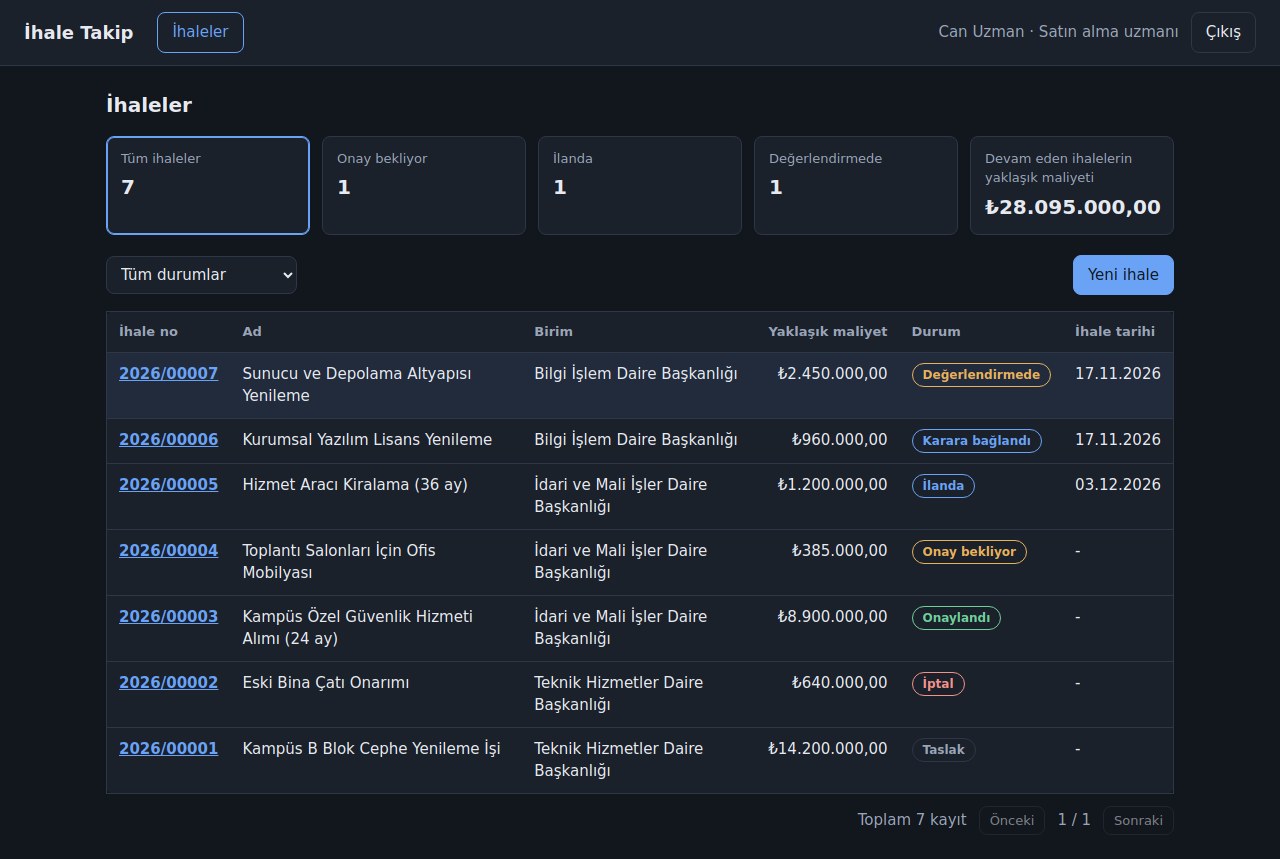 İhale Takip
İhaleler
Can Uzman · Satın alma uzmanı
Çıkış
İhaleler
Tüm ihaleler
7
Onay bekliyor
1
İlanda
1
Değerlendirmede
1
Devam eden ihalelerin
yaklaşık maliyeti
₺28.095.000,00
Tüm durumlar
Yeni ihale
İhale no Ad Birim Yaklaşık maliyet Durum İhale tarihi
2026/00007 Sunucu ve Depolama Altyapısı Bilgi İşlem Daire Başkanlığı ₺2.450.000,00 Değerlendirmede 17.11.2026
Yenileme
2026/00006 Kurumsal Yazılım Lisans Yenileme Bilgi İşlem Daire Başkanlığı ₺960.000,00 Karara bağlandı 17.11.2026
2026/00005 Hizmet Aracı Kiralama (36 ay) İdari ve Mali İşler Daire ₺1.200.000,00 İlanda 03.12.2026
Başkanlığı
2026/00004 Toplantı Salonları İçin Ofis İdari ve Mali İşler Daire ₺385.000,00 Onay bekliyor -
Mobilyası Başkanlığı
2026/00003 Kampüs Özel Güvenlik Hizmeti İdari ve Mali İşler Daire ₺8.900.000,00 Onaylandı -
Alımı (24 ay) Başkanlığı
2026/00002 Eski Bina Çatı Onarımı Teknik Hizmetler Daire ₺640.000,00 İptal -
Başkanlığı
2026/00001 Kampüs B Blok Cephe Yenileme İşi Teknik Hizmetler Daire ₺14.200.000,00 Taslak -
Başkanlığı
Toplam 7 kayıt Önceki 1 / 1 Sonraki